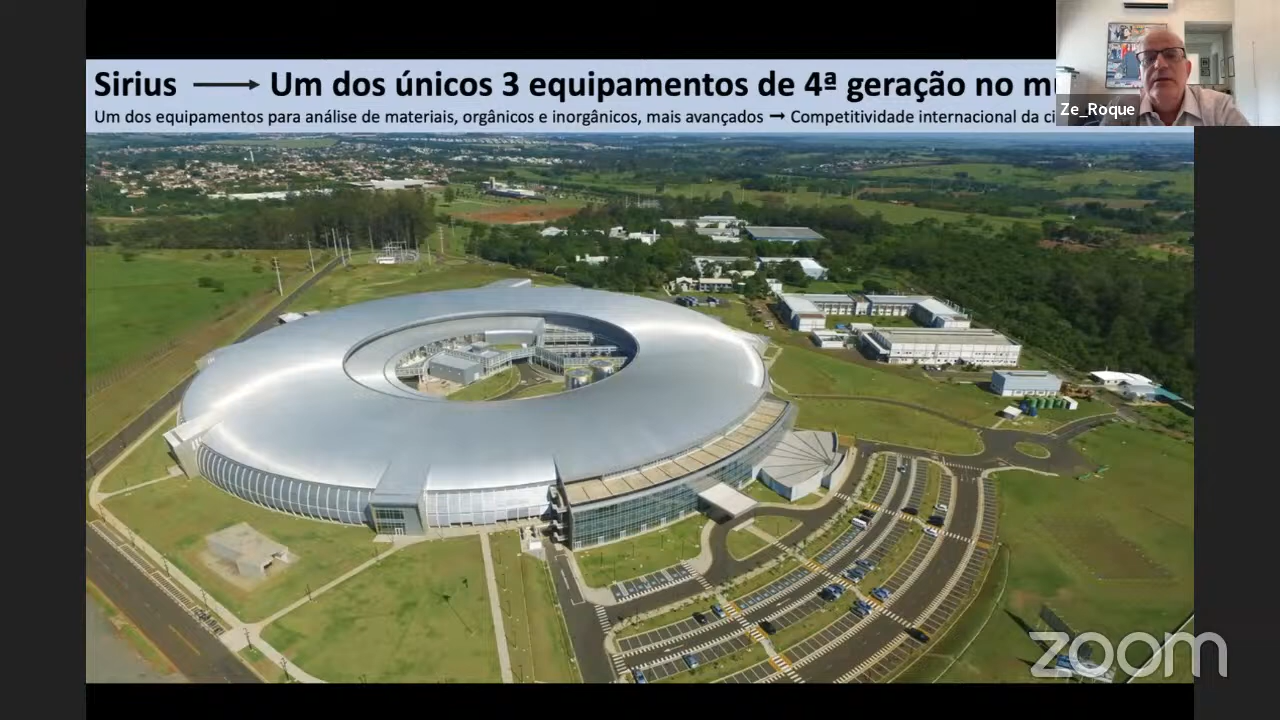 Sirius → Um dos únicos 3 equipamentos de 4ª geração no m
Um dos equipamentos para análise de materiais, orgânicos e inorgânicos, mais avançados → Competitividade internacional da ci
Ze_Roque
zoom